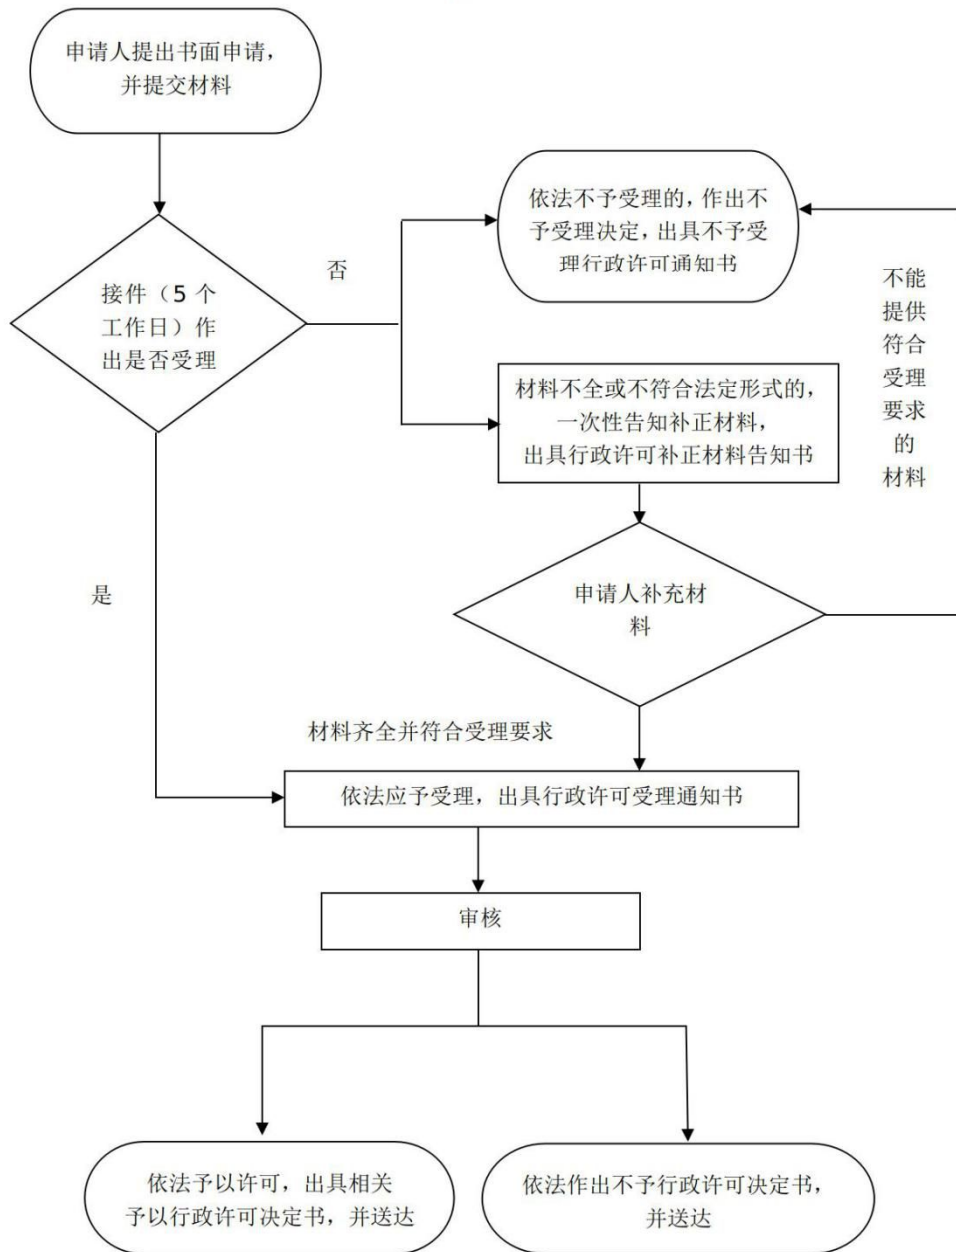 申请人提出书面申请，
并提交材料
依法不予受理的，作出不
予受理决定，出具不予受
理行政许可通知书
否
接件（5 个
工作日）作
出是否受理
不能
提供
符合
受理
要求
的
材料
材料不全或不符合法定形式的，
一次性告知补正材料，
出具行政许可补正材料告知书
是
申请人补充材
料
材料齐全并符合受理要求
依法应予受理，出具行政许可受理通知书
审核
依法予以许可，出具相关
予以行政许可决定书，并送达
依法作出不予行政许可决定书，
并送达